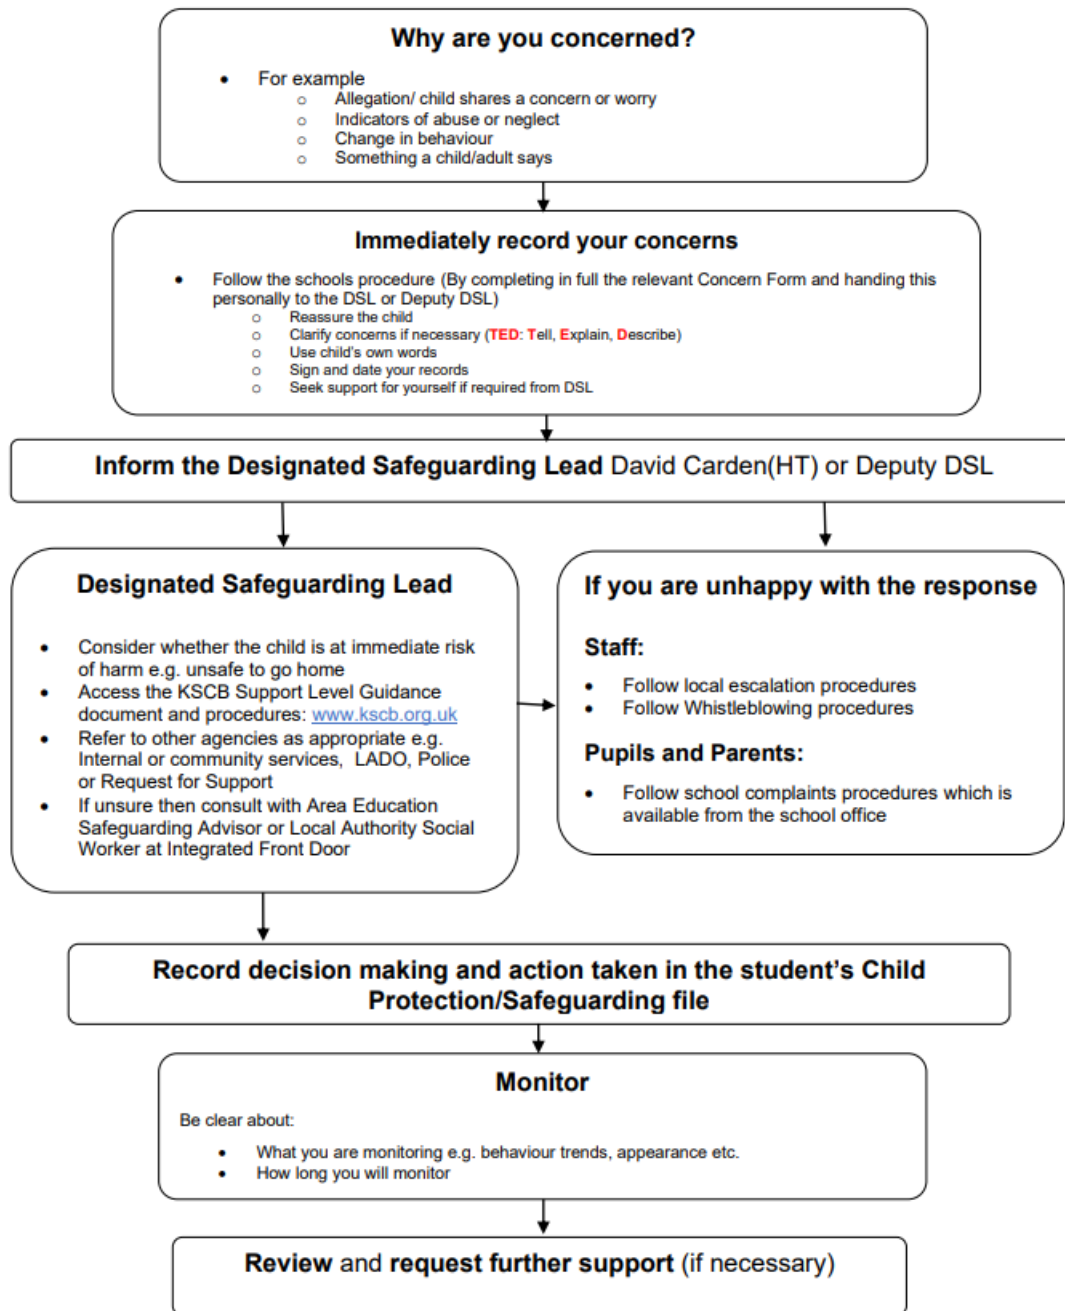 Why are you concerned?
• For example
o Allegation/ child shares a concern or worry
o Indicators of abuse or neglect
o Change in behaviour
o Something a child/adult says
Immediately record your concerns
• Follow the schools procedure (By completing in full the relevant Concern Form and handing this
personally to the DSL or Deputy DSL)
o Reassure the child
o Clarify concerns if necessary (TED: Tell, Explain, Describe)
o Use child's own words
o Sign and date your records
o Seek support for yourself if required from DSL
Inform the Designated Safeguarding Lead David Carden(HT) or Deputy DSL
Designated Safeguarding Lead
• Consider whether the child is at immediate risk
of harm e.g. unsafe to go home
• Access the KSCB Support Level Guidance
document and procedures: www.kscb.org.uk
• Refer to other agencies as appropriate e.g.
Internal or community services, LADO, Police
or Request for Support
• If unsure then consult with Area Education
Safeguarding Advisor or Local Authority Social
Worker at Integrated Front Door
If you are unhappy with the response
Staff:
• Follow local escalation procedures
• Follow Whistleblowing procedures
Pupils and Parents:
• Follow school complaints procedures which is
available from the school office
Record decision making and action taken in the student's Child
Protection/Safeguarding file
Monitor
Be clear about:
• What you are monitoring e.g. behaviour trends, appearance etc.
• How long you will monitor
Review and request further support (if necessary)